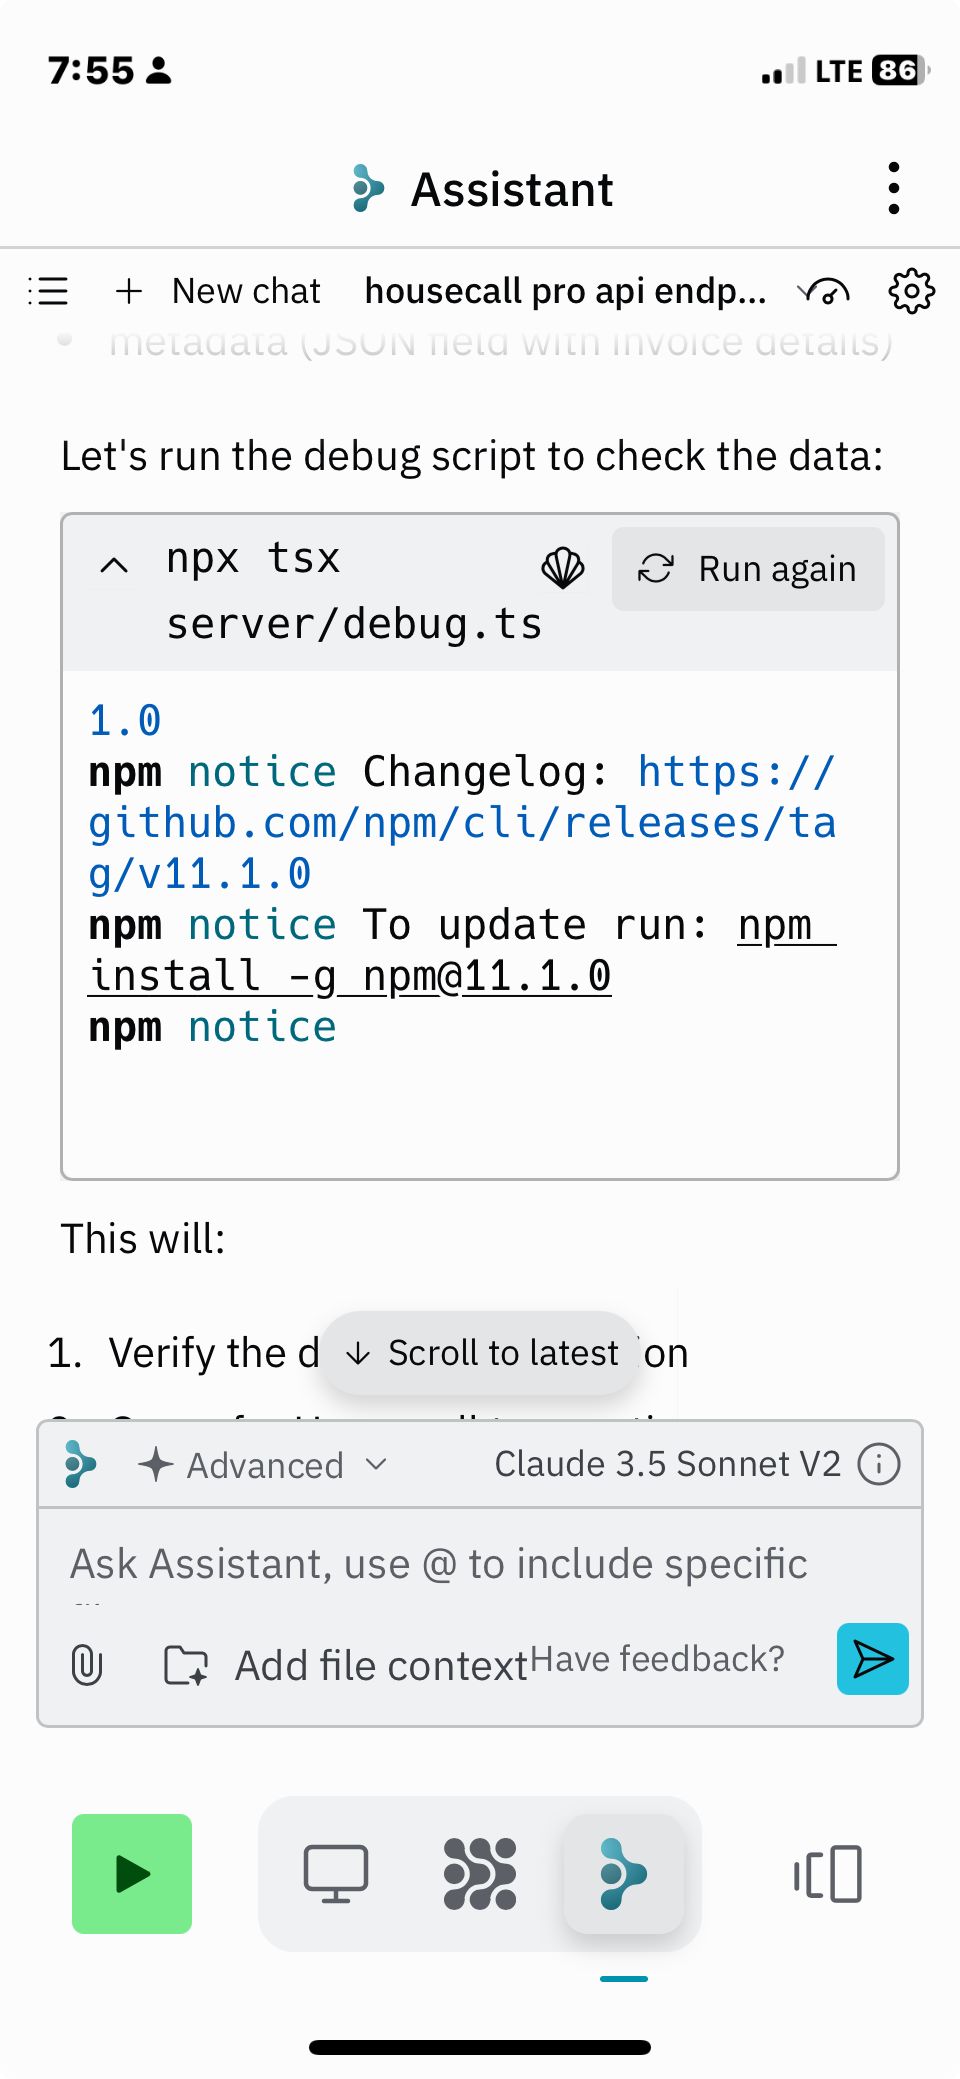 7:55
LTE 86
Assistant
New chat housecall pro api endp...
metadata (JSON field with invoice details)
Let's run the debug script to check the data:
npx tsx
server/debug.ts
Run again
1.0
npm notice Changelog: https://
github.com/npm/cli/releases/ta
g/v11.1.0
npm notice To update run: npm
install -g npm@11.1.0
npm notice
This will:
1. Verify the d
on
Scroll to latest
Advanced Claude 3.5 Sonnet V2
Ask Assistant, use @ to include specific
Add file context Have feedback?